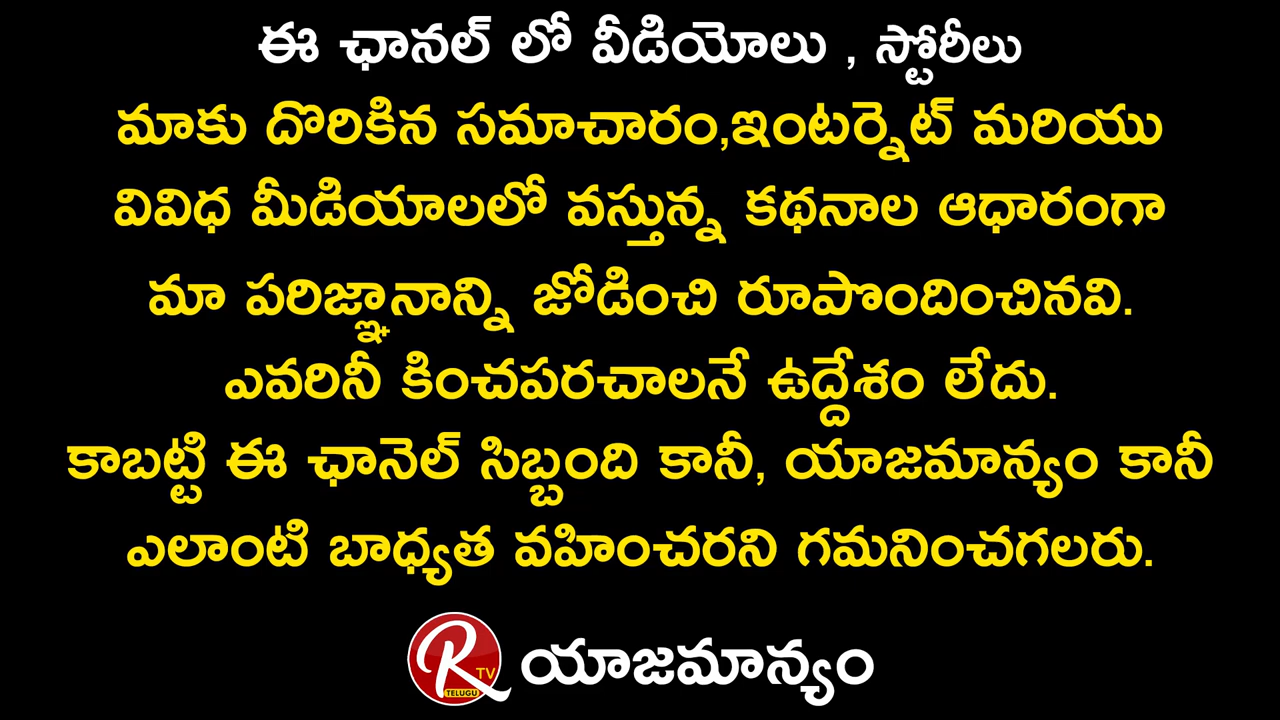 ఈ ఛానల్ లో వీడియోలు , స్టోరీలు
మాకు దొరికిన సమాచారం,ఇంటర్నెట్ మరియు
వివిధ మీడియాలలో వస్తున్న కథనాల ఆధారంగా
మా పరిజ్ఞానాన్ని జోడించి రూపొందించినవి.
ఎవరినీ కించపరచాలనే ఉద్దేశం లేదు.
కాబట్టి ఈ ఛానెల్ సిబ్బంది కానీ, యాజమాన్యం కానీ
ఎలాంటి బాధ్యత వహించరని గమనించగలరు.
R TV TELUGU యాజమాన్యం